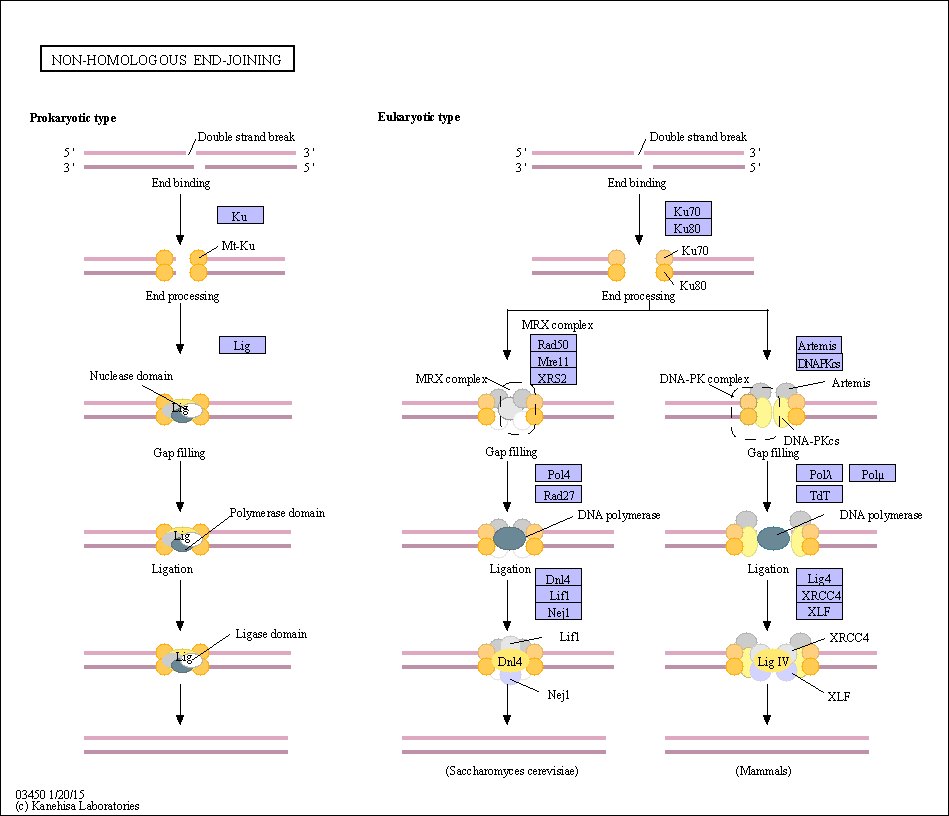 NON-HOMOLOGOUS END-JOINING
Prokaryotic type
Eukaryotic type
Double strand break
5'
3'
3'
5'
End binding
Ku
Mt-Ku
End processing
Lig
Nuclease domain
Lig
Gap filling
Polymerase domain
Lig
Ligation
Ligase domain
Lig
Double strand break
5'
3'
3'
5'
End binding
Ku70
Ku80
Ku70
Ku80
End processing
MRX complex
Rad50
Mre11
XRS2
MRX complex
Gap filling
Pol4
Rad27
DNA polymerase
Ligation
Dnl4
Lif1
Nej1
Lif1
Dnl4
Nej1
(Saccharomyces cerevisiae)
Artemis
DNAPKcs
DNA-PK complex
Artemis
DNA-PKcs
Gap filling
Polλ
Polμ
TdT
DNA polymerase
Ligation
Lig4
XRCC4
XLF
XRCC4
Lig IV
XLF
(Mammals)
03450 1/20/15
(c) Kanehisa Laboratories